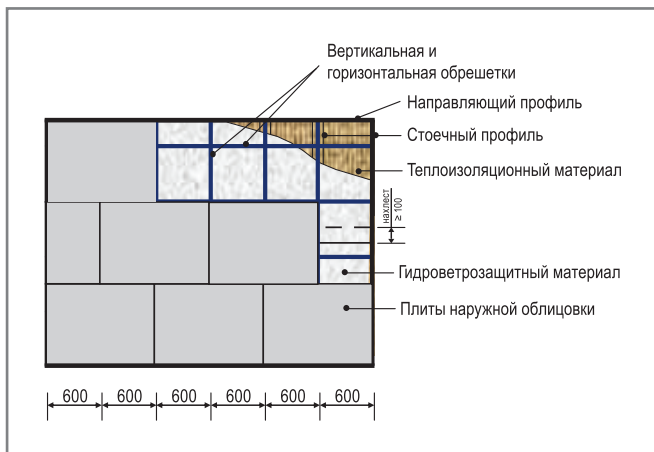 Вертикальная и
горизонтальная обрешетки
Направляющий профиль
Стоечный профиль
Теплоизоляционный материал
нахлест
≥ 100
Гидроветрозащитный материал
Плиты наружной облицовки
600 600 600 600 600 600